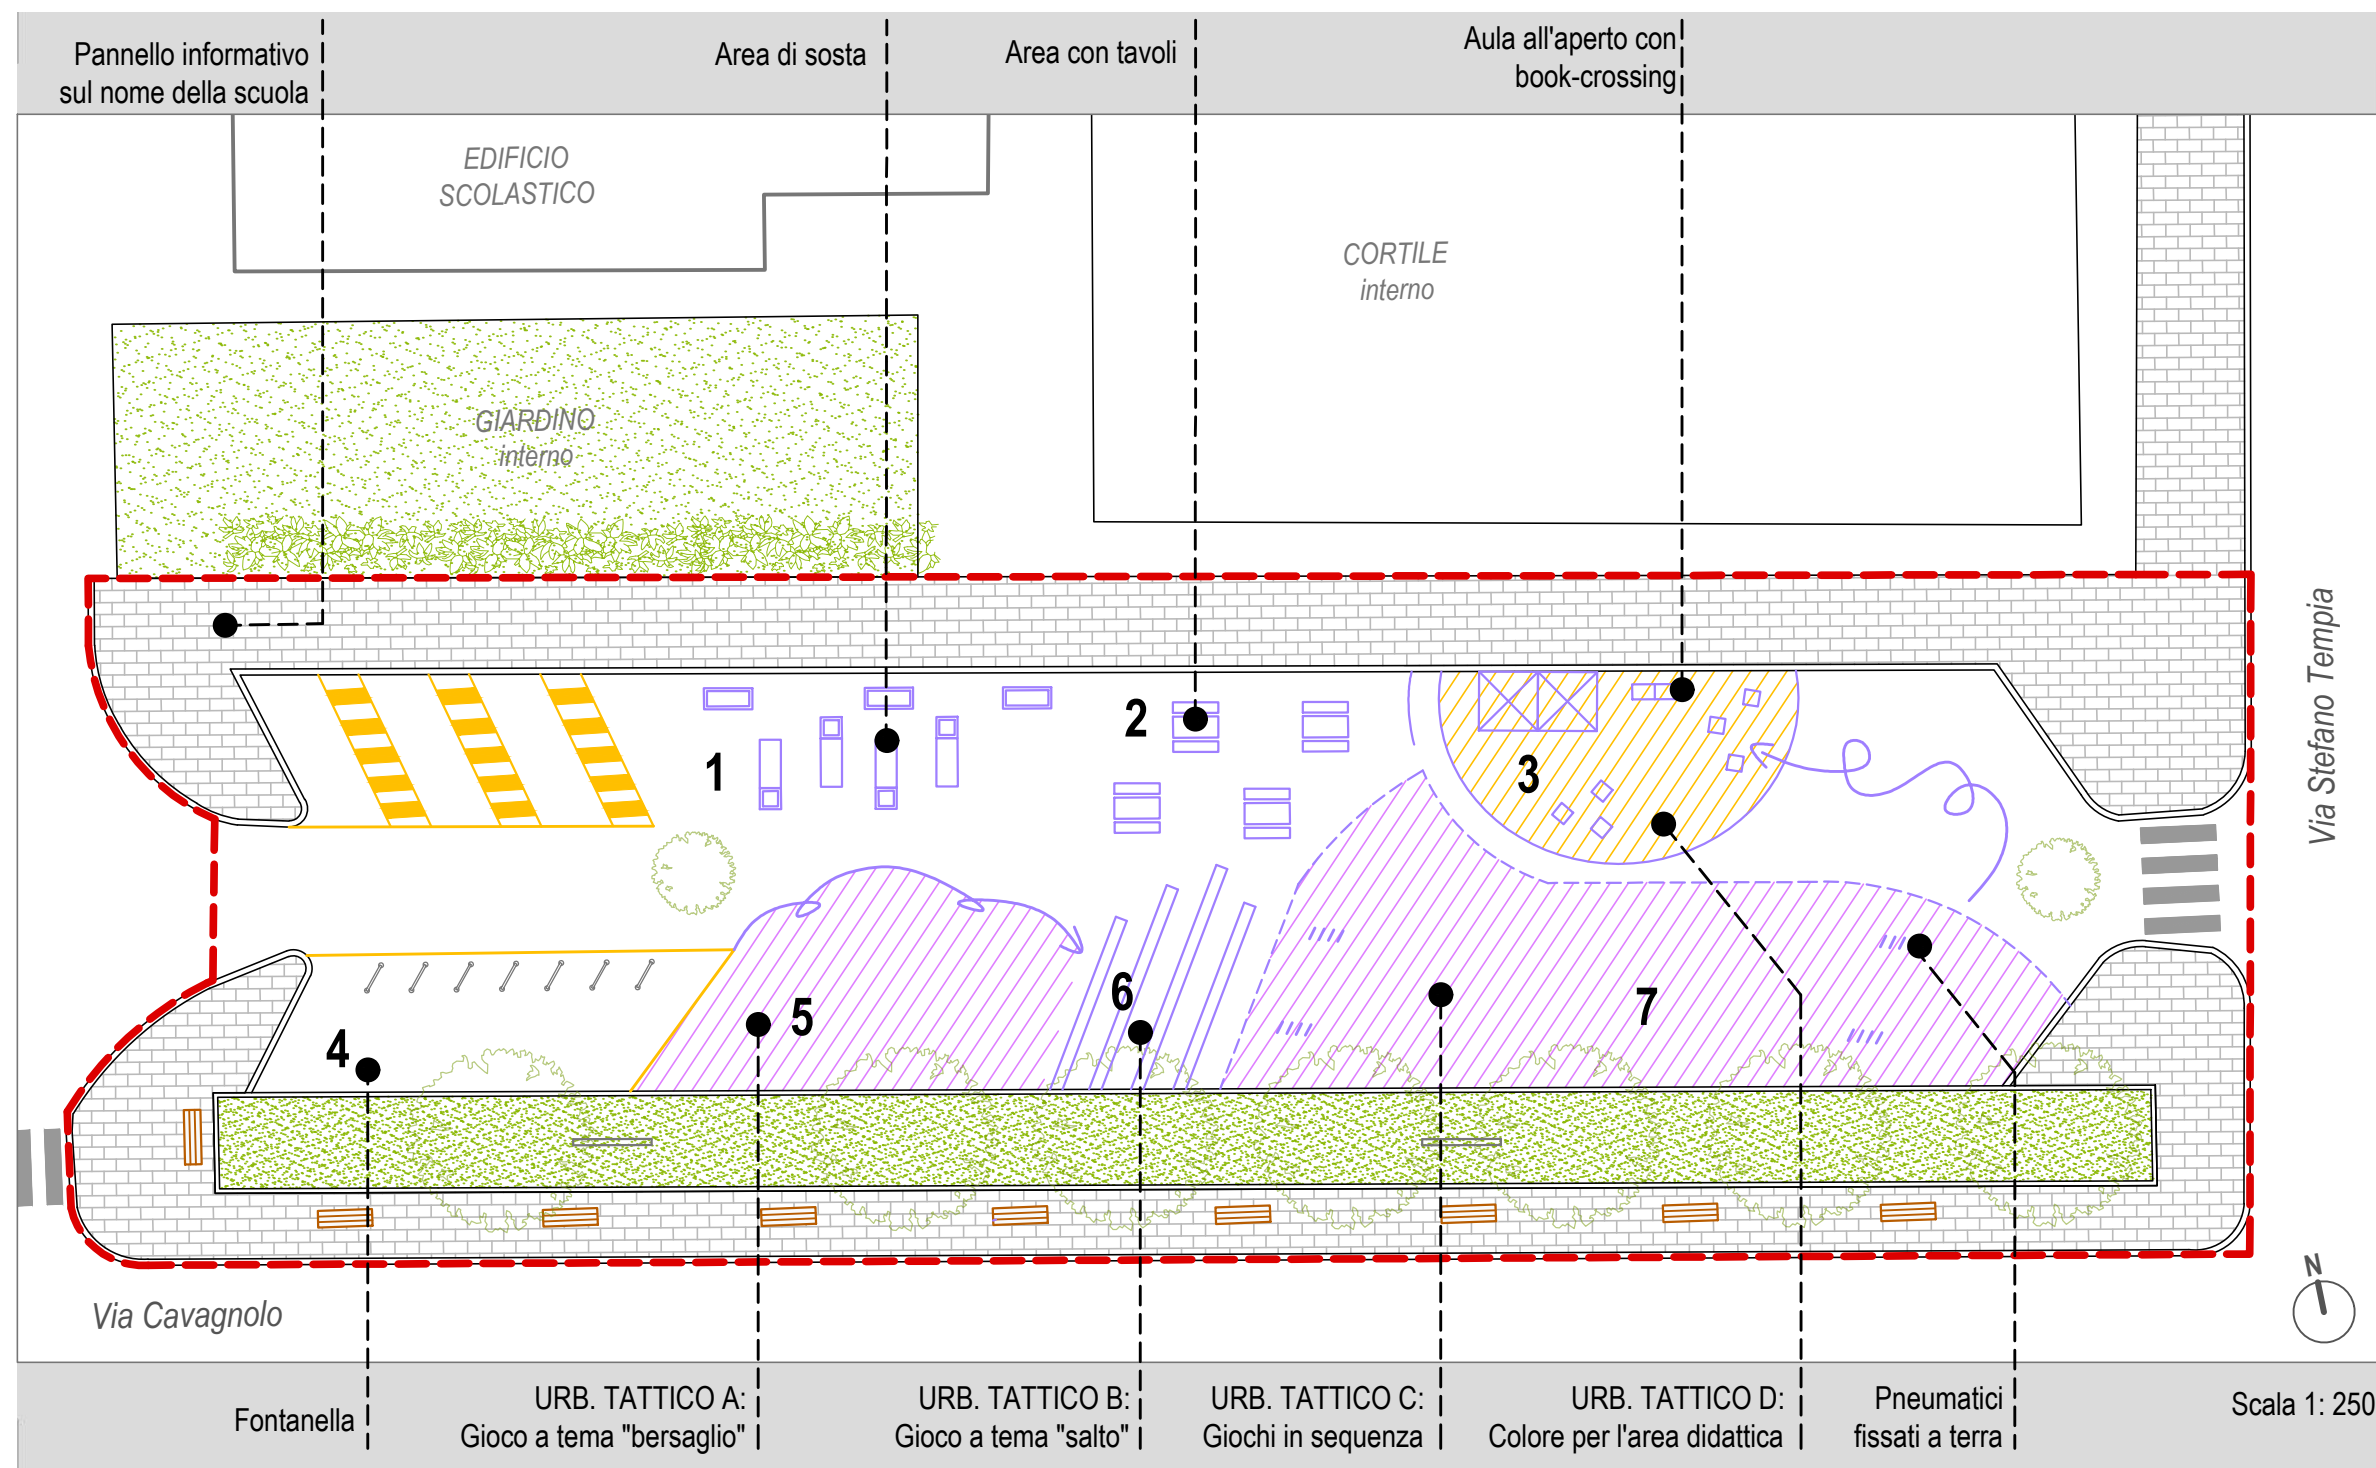 Pannello informativo
sul nome della scuola
Area di sosta
Area con tavoli
Aula all'aperto con
book-crossing
EDIFICIO
SCOLASTICO
CORTILE
interno
GIARDINO
interno
Via Stefano Tempia
1
2
3
4
5
6
7
Via Cavagnolo
N
Fontanella
URB. TATTICO A:
Gioco a tema "bersaglio"
URB. TATTICO B:
Gioco a tema "salto"
URB. TATTICO C:
Giochi in sequenza
URB. TATTICO D:
Colore per l'area didattica
Pneumatici
fissati a terra
Scala 1: 250